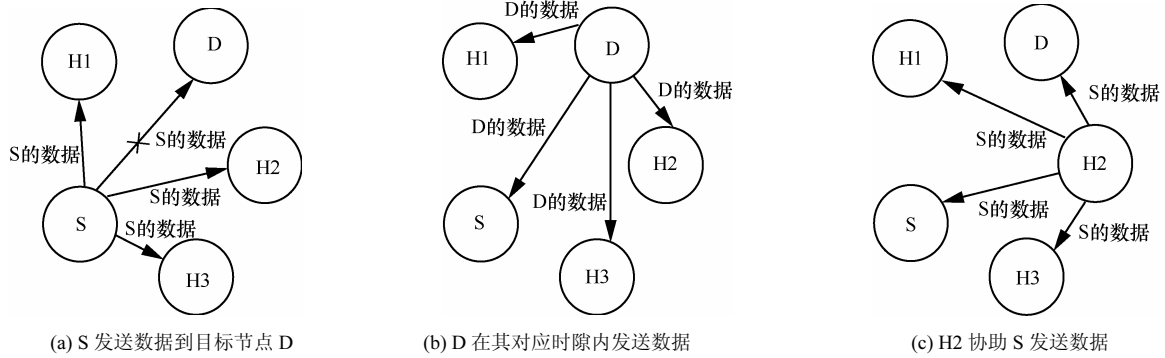 H1
D
S的数据
S的数据
H2
S的数据
S
S的数据
H3
(a) S 发送数据到目标节点 D
D的数据
H1
D
D的数据
D的数据
H2
S
D的数据
H3
(b) D 在其对应时隙内发送数据
H1
D
S的数据
S的数据
H2
S
S的数据
S的数据
H3
(c) H2 协助 S 发送数据